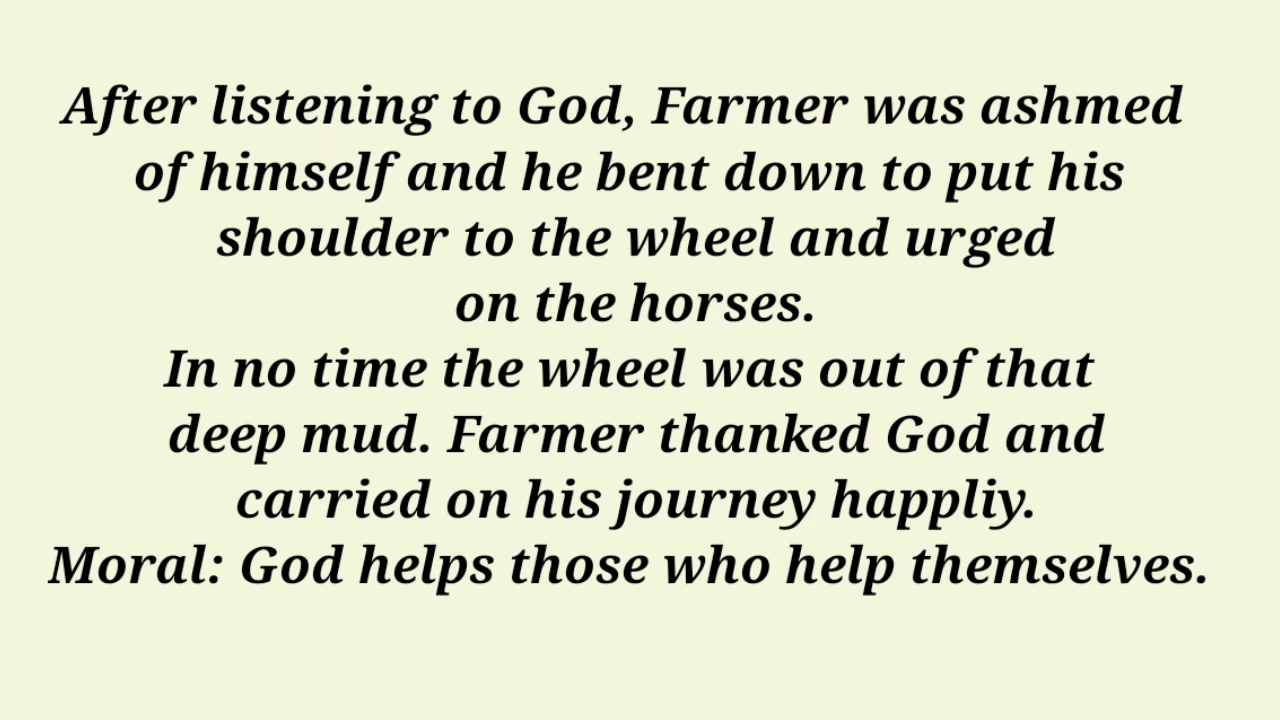 After listening to God, Farmer was ashmed
of himself and he bent down to put his
shoulder to the wheel and urged
on the horses.
In no time the wheel was out of that
deep mud. Farmer thanked God and
carried on his journey happliy.
Moral: God helps those who help themselves.